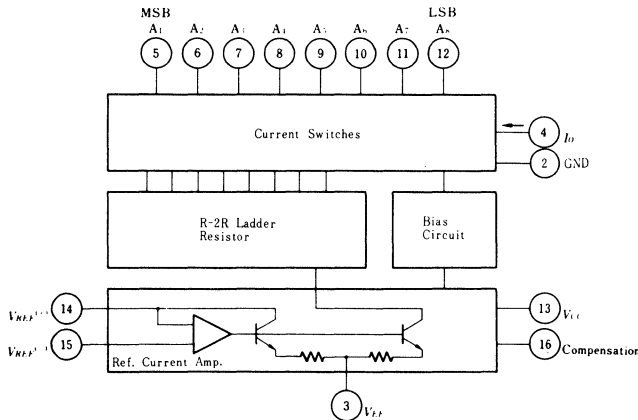 MSB LSB
A1 A2 A3 A4 A5 A6 A7 A8
5 6 7 8 9 10 11 12
Current Switches
4 Io
2 GND
R-2R Ladder
Resistor
Bias
Circuit
14 VREF(+)
15 VREF(-)
13 VCC
16 Compensation
Ref. Current Amp.
3 VEE